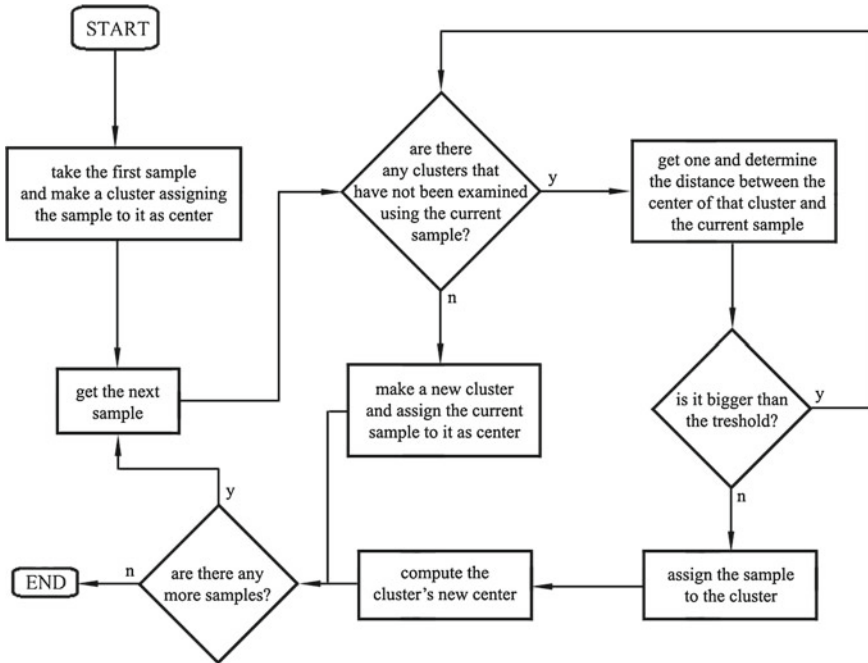 START
take the first sample
and make a cluster assigning
the sample to it as center
get the next
sample
are there
any clusters that
have not been examined
using the current
sample?
y
n
get one and determine
the distance between the
center of that cluster and
the current sample
is it bigger than
the treshold?
y
n
make a new cluster
and assign the current
sample to it as center
assign the sample
to the cluster
compute the
cluster's new center
are there any
more samples?
y
n
END